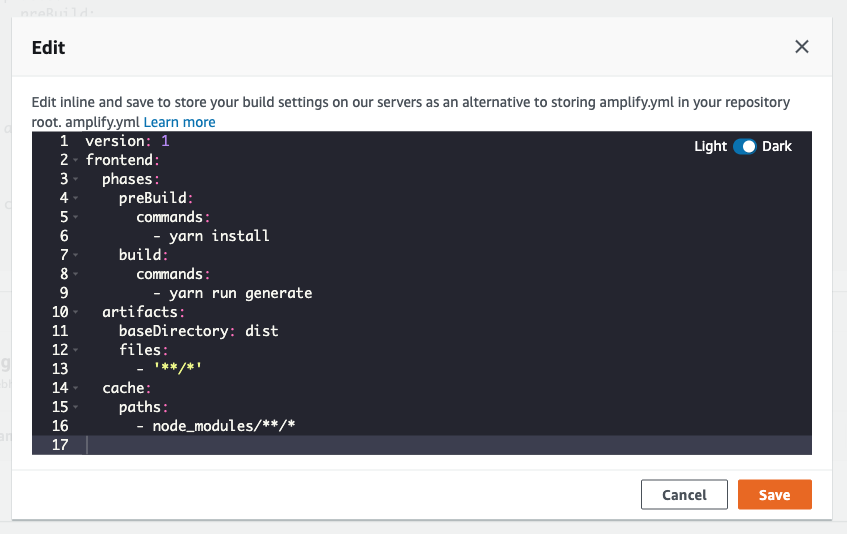 preBuild:
Edit
Edit inline and save to store your build settings on our servers as an alternative to storing amplify.yml in your repository
root. amplify.yml Learn more
Light Dark
1 version: 1
2 frontend:
3   phases:
4     preBuild:
5       commands:
6         - yarn install
7     build:
8       commands:
9         - yarn run generate
10   artifacts:
11     baseDirectory: dist
12     files:
13       - '**/*'
14   cache:
15     paths:
16       - node_modules/**/*
17
Cancel Save